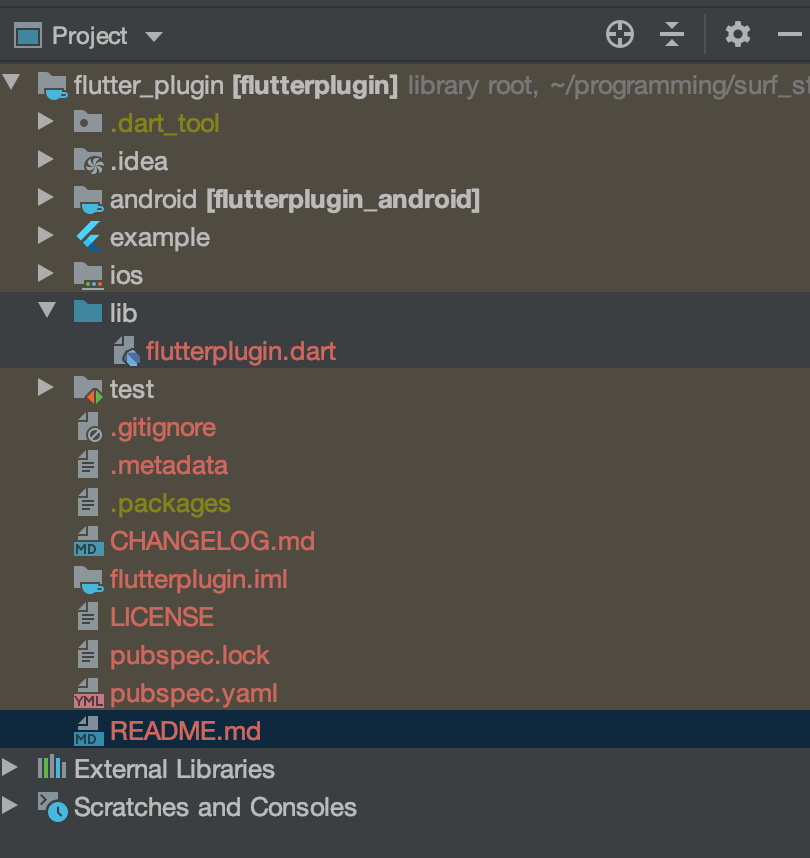 Project
flutter_plugin [flutterplugin] library root, ~/programming/surf_st
.dart_tool
.idea
android [flutterplugin_android]
example
ios
lib
flutterplugin.dart
test
.gitignore
.metadata
.packages
MD CHANGELOG.md
flutterplugin.iml
LICENSE
pubspec.lock
YML pubspec.yaml
MD README.md
External Libraries
Scratches and Consoles